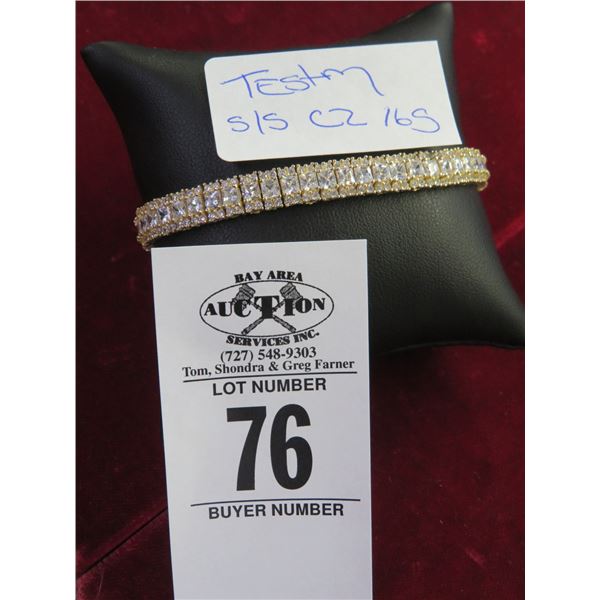 TEStM
S/S CZ 16g
BAY AREA
AUCTION
SERVICES INC.
(727) 548-9303
Tom, Shondra & Greg Farner
LOT NUMBER
76
BUYER NUMBER